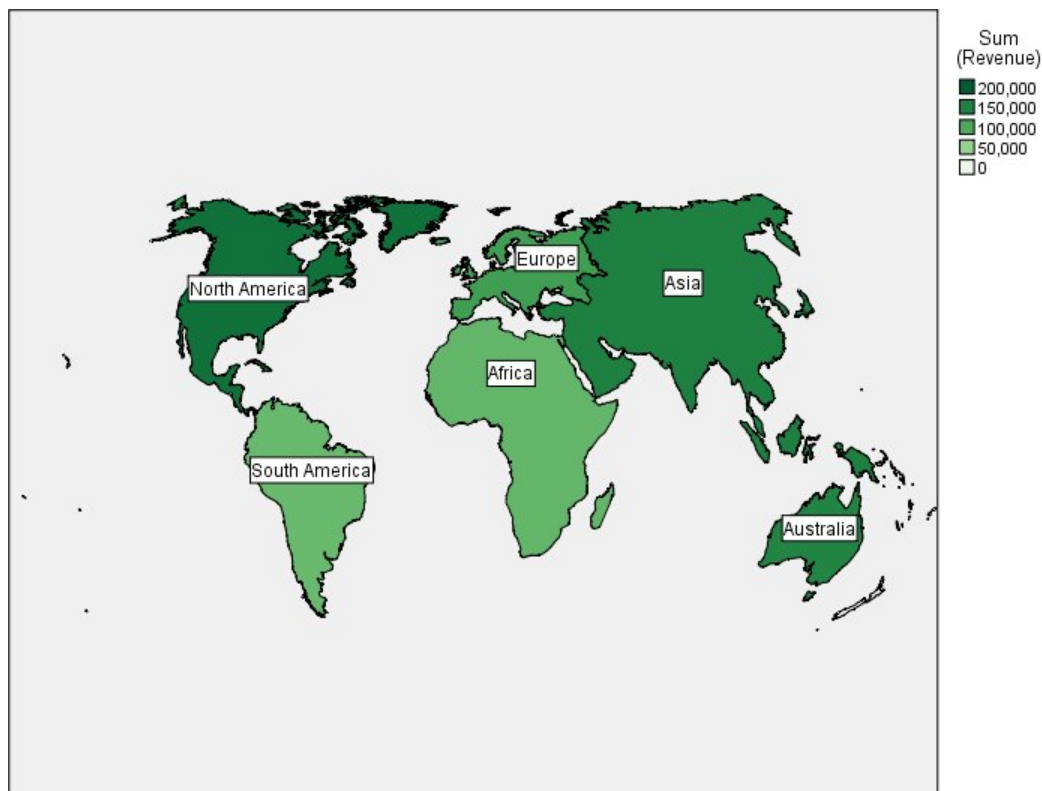 Sum
(Revenue)
200,000
150,000
100,000
50,000
0
Europe
North America
Asia
Africa
South America
Australia